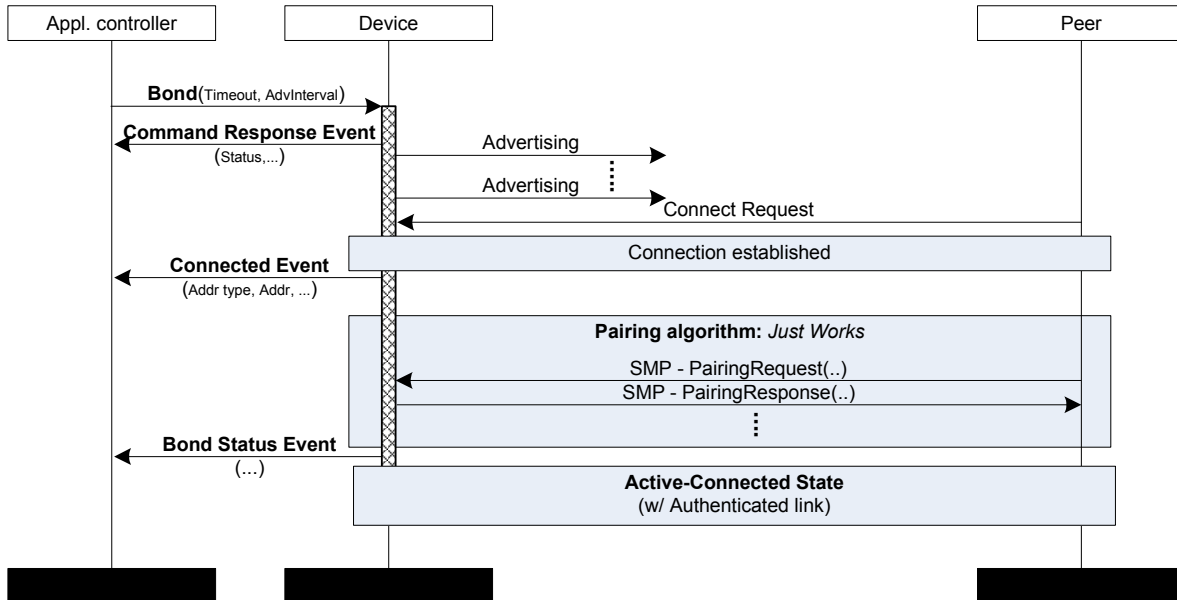 Appl. controller
Device
Peer
Bond(Timeout, AdvInterval)
Command Response Event
(Status,...)
Advertising
Advertising
Connect Request
Connection established
Connected Event
(Addr type, Addr, ...)
Pairing algorithm: Just Works
SMP - PairingRequest(..)
SMP - PairingResponse(..)
Bond Status Event
(...)
Active-Connected State
(w/ Authenticated link)